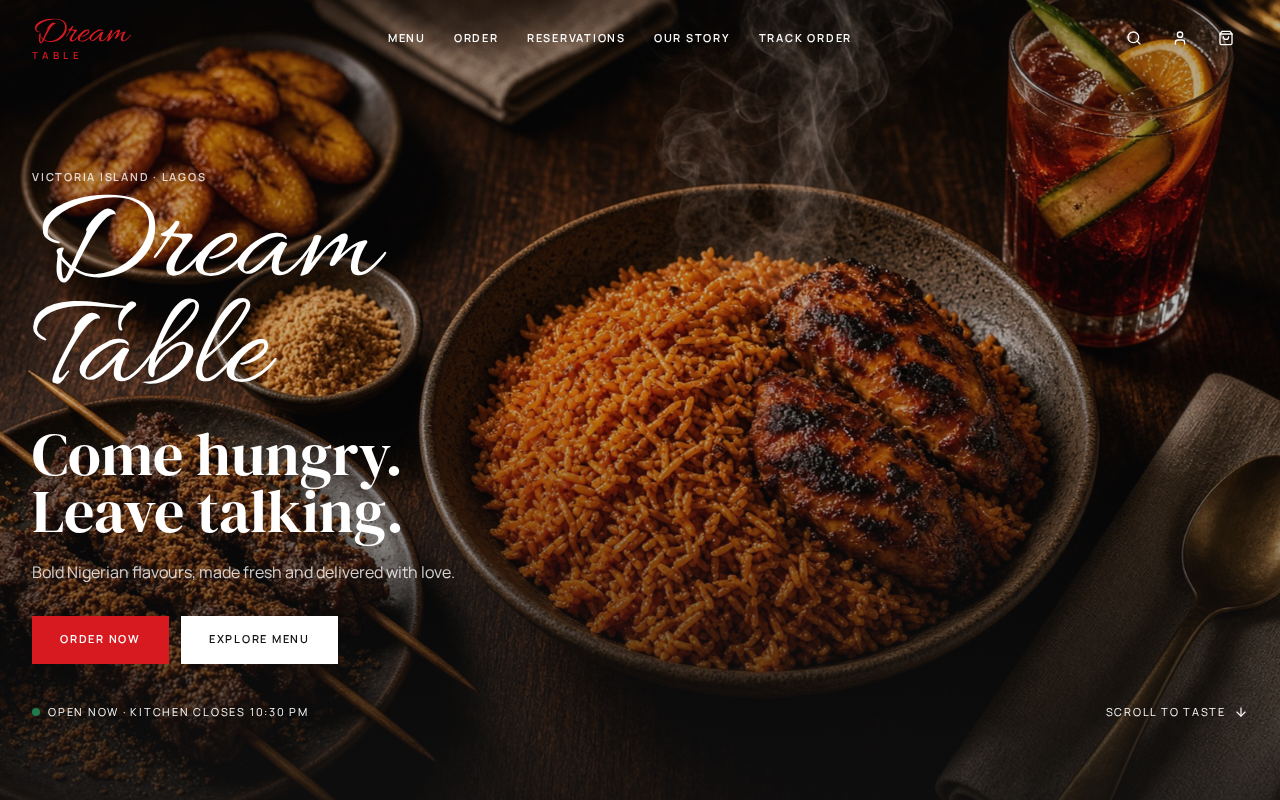 Dream
TABLE
MENU ORDER RESERVATIONS OUR STORY TRACK ORDER
VICTORIA ISLAND · LAGOS
Dream
Table
Come hungry.
Leave talking.
Bold Nigerian flavours, made fresh and delivered with love.
ORDER NOW EXPLORE MENU
OPEN NOW · KITCHEN CLOSES 10:30 PM
SCROLL TO TASTE